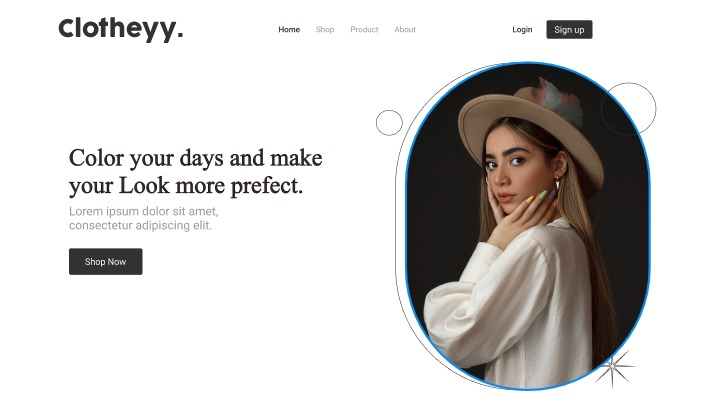 Clotheyy.
Home Shop Product About
Login Sign up
Color your days and make
your Look more prefect.
Lorem ipsum dolor sit amet,
consectetur adipiscing elit.
Shop Now